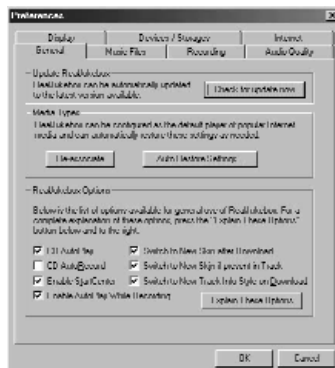 Preferences
Display Devices / Storages Internet
General Music Files Recording Audio Quality
Update RealJukebox
RealJukebox can be automatically updated
to the latest version available.
Check for update now
Media Types
RealJukebox can be configured as the default player of popular Internet
media and can automatically restore these settings as needed.
Re-associate
Auto Restore Settings...
RealJukebox Options
Below is the list of options available for general use of RealJukebox. For a
complete explanation of these options, press the "Explain These Options"
button below and to the right.
CD AutoPlay Switch to New Skin after Download
CD AutoRecord Switch to New Skin if present in Track
Enable StartCenter Switch to New Track Info Style on Download
Enable AutoPlay While Recording
Explain These Options
OK Cancel